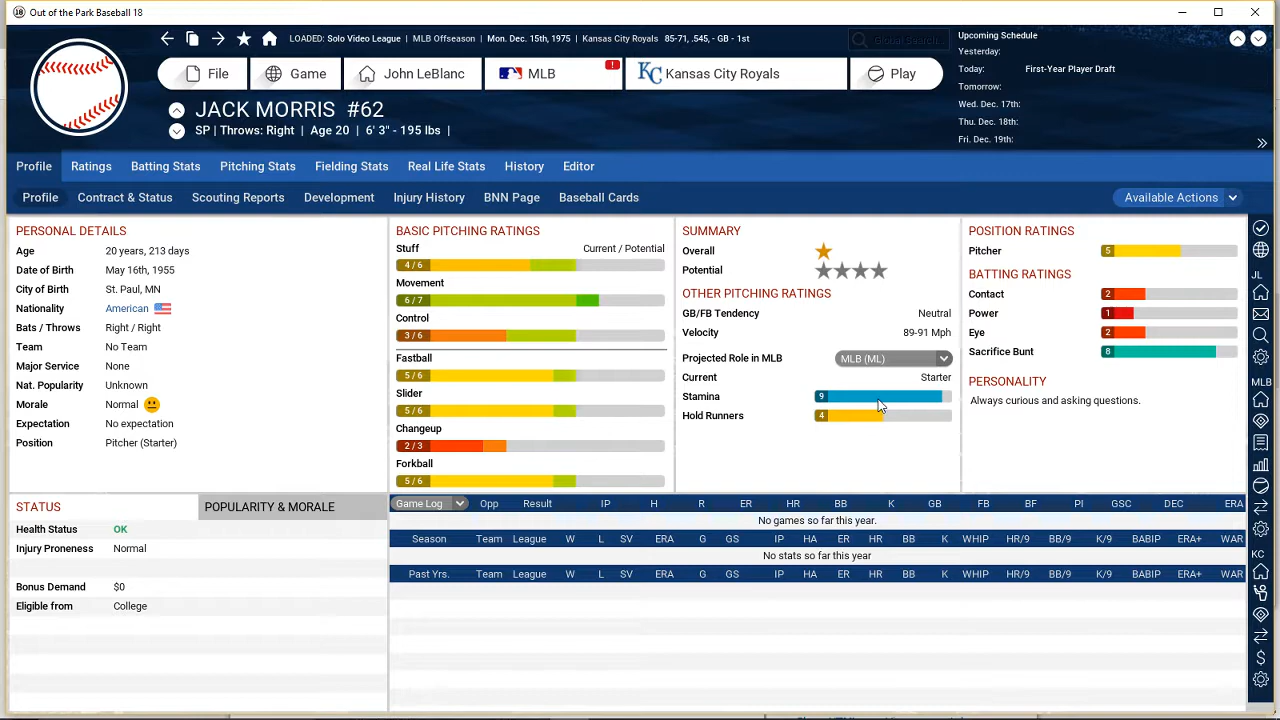 Out of the Park Baseball 18
LOADED: Solo Video League | MLB Offseason | Mon. Dec. 15th, 1975 | Kansas City Royals 85-71, .545, - GB - 1st
Global Search...
File
Game
John LeBlanc
MLB
Kansas City Royals
Play
Upcoming Schedule
Yesterday:
Today: First-Year Player Draft
Tomorrow:
Wed. Dec. 17th:
Thu. Dec. 18th:
Fri. Dec. 19th:
JACK MORRIS #62
SP | Throws: Right | Age 20 | 6' 3" - 195 lbs |
Profile Ratings Batting Stats Pitching Stats Fielding Stats Real Life Stats History Editor
Profile Contract & Status Scouting Reports Development Injury History BNN Page Baseball Cards Available Actions
PERSONAL DETAILS
Age 20 years, 213 days
Date of Birth May 16th, 1955
City of Birth St. Paul, MN
Nationality American
Bats / Throws Right / Right
Team No Team
Major Service None
Nat. Popularity Unknown
Morale Normal
Expectation No expectation
Position Pitcher (Starter)
BASIC PITCHING RATINGS
Stuff Current / Potential
4 / 6
Movement
6 / 7
Control
3 / 6
Fastball
5 / 6
Slider
5 / 6
Changeup
2 / 3
Forkball
5 / 6
SUMMARY
Overall
Potential
OTHER PITCHING RATINGS
GB/FB Tendency Neutral
Velocity 89-91 Mph
Projected Role in MLB MLB (ML)
Current Starter
Stamina 9
Hold Runners 4
POSITION RATINGS
Pitcher 5
BATTING RATINGS
Contact 2
Power 1
Eye 2
Sacrifice Bunt 8
PERSONALITY
Always curious and asking questions.
STATUS POPULARITY & MORALE
Health Status OK
Injury Proneness Normal
Bonus Demand $0
Eligible from College
Game Log Opp Result IP H R ER HR BB K GB FB BF PI GSC DEC ERA
No games so far this year.
Season Team League W L SV ERA G GS IP HA ER HR BB K WHIP HR/9 BB/9 K/9 BABIP ERA+ WAR
No stats so far this year
Past Yrs. Team League W L SV ERA G GS IP HA ER HR BB K WHIP HR/9 BB/9 K/9 BABIP ERA+ WAR
JL
MLB
KC